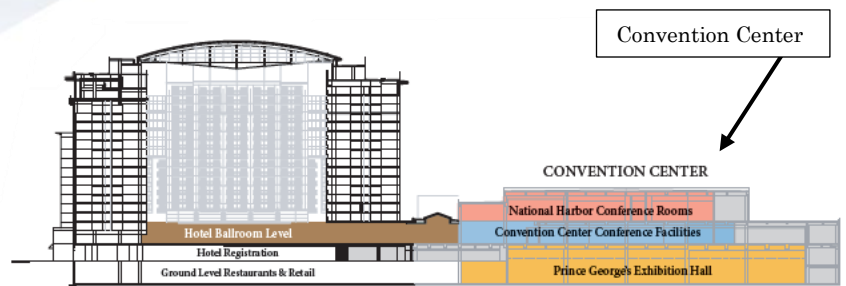 Convention Center
CONVENTION CENTER
National Harbor Conference Rooms
Hotel Ballroom Level
Convention Center Conference Facilities
Hotel Registration
Ground Level Restaurants & Retail
Prince George's Exhibition Hall